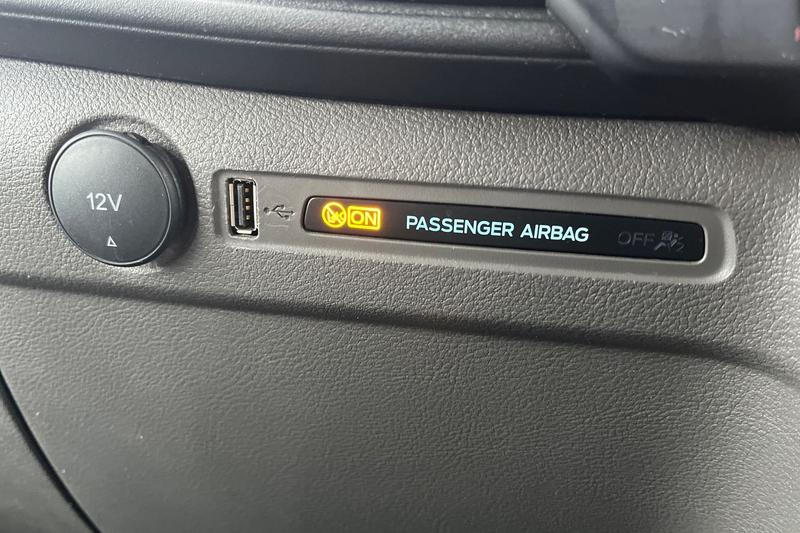 12V
ON PASSENGER AIRBAG OFF